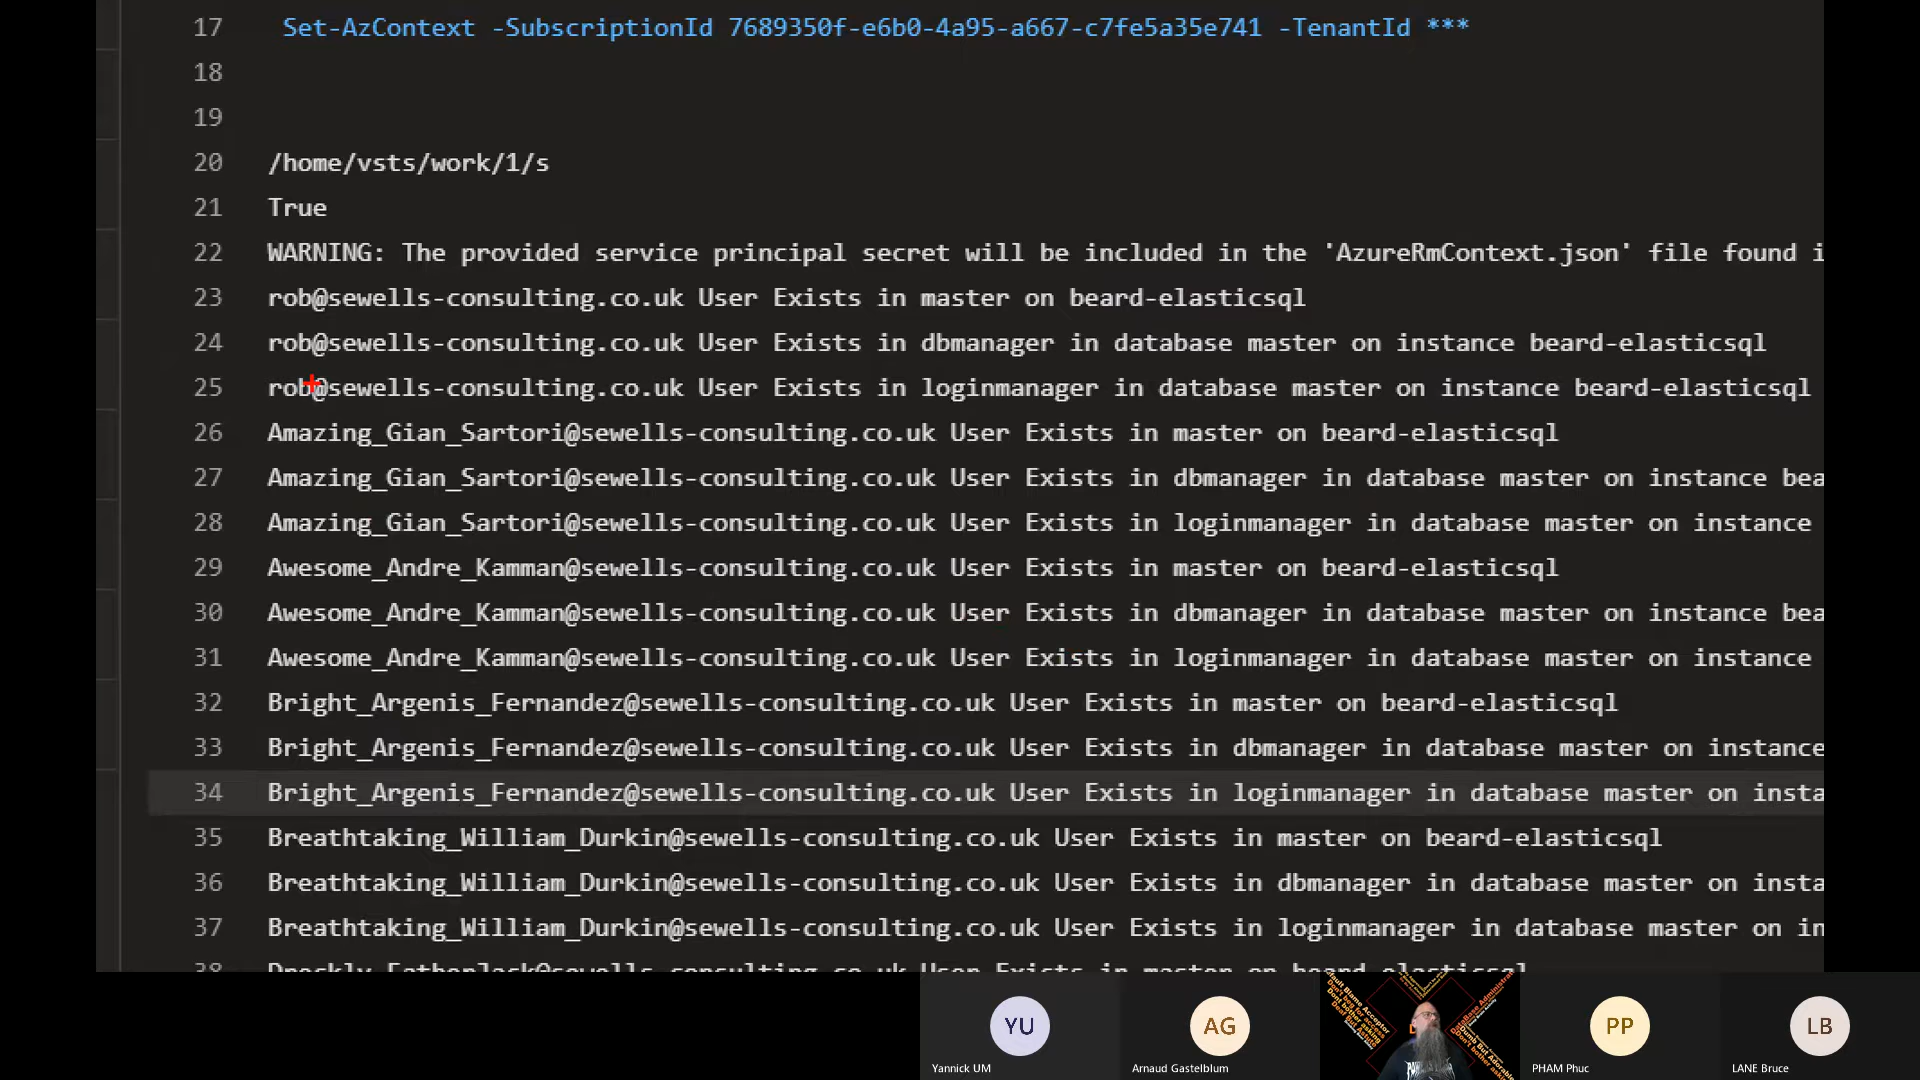 17 Set-AzContext -SubscriptionId 7689350f-e6b0-4a95-a667-c7fe5a35e741 -TenantId ***
18
19
20 /home/vsts/work/1/s
21 True
22 WARNING: The provided service principal secret will be included in the 'AzureRmContext.json' file found i
23 rob@sewells-consulting.co.uk User Exists in master on beard-elasticsql
24 rob@sewells-consulting.co.uk User Exists in dbmanager in database master on instance beard-elasticsql
25 rob@sewells-consulting.co.uk User Exists in loginmanager in database master on instance beard-elasticsql
26 Amazing_Gian_Sartori@sewells-consulting.co.uk User Exists in master on beard-elasticsql
27 Amazing_Gian_Sartori@sewells-consulting.co.uk User Exists in dbmanager in database master on instance bea
28 Amazing_Gian_Sartori@sewells-consulting.co.uk User Exists in loginmanager in database master on instance
29 Awesome_Andre_Kamman@sewells-consulting.co.uk User Exists in master on beard-elasticsql
30 Awesome_Andre_Kamman@sewells-consulting.co.uk User Exists in dbmanager in database master on instance bea
31 Awesome_Andre_Kamman@sewells-consulting.co.uk User Exists in loginmanager in database master on instance
32 Bright_Argenis_Fernandez@sewells-consulting.co.uk User Exists in master on beard-elasticsql
33 Bright_Argenis_Fernandez@sewells-consulting.co.uk User Exists in dbmanager in database master on instance
34 Bright_Argenis_Fernandez@sewells-consulting.co.uk User Exists in loginmanager in database master on insta
35 Breathtaking_William_Durkin@sewells-consulting.co.uk User Exists in master on beard-elasticsql
36 Breathtaking_William_Durkin@sewells-consulting.co.uk User Exists in dbmanager in database master on insta
37 Breathtaking_William_Durkin@sewells-consulting.co.uk User Exists in loginmanager in database master on in
38 User Exists in master on beard-elasticsql
YU
AG
PP
LB
Yannick UM
Arnaud Gastelblum
PHAM Phuc
LANE Bruce